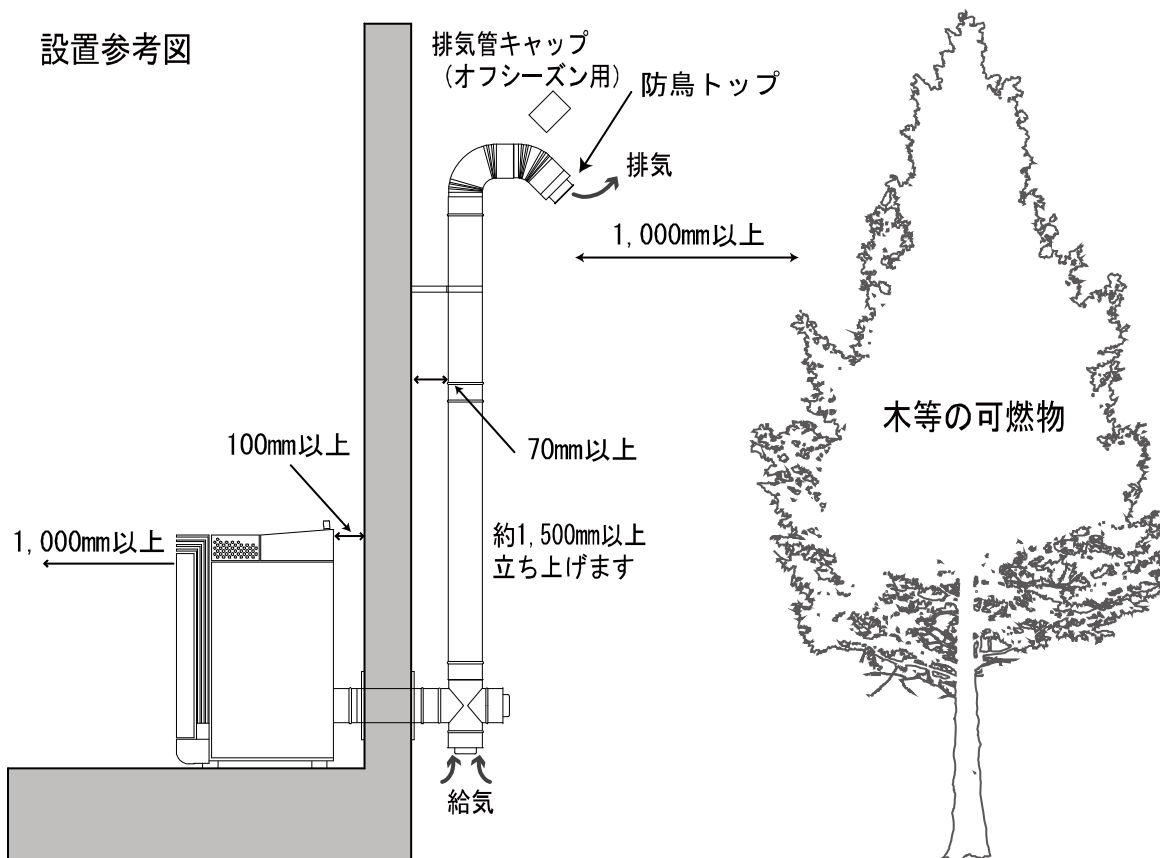 設置参考図
排気管キャップ
(オフシーズン用)
防鳥トップ
排気
1,000mm以上
木等の可燃物
100mm以上
70mm以上
1,000mm以上
約1,500mm以上
立ち上げます
給気